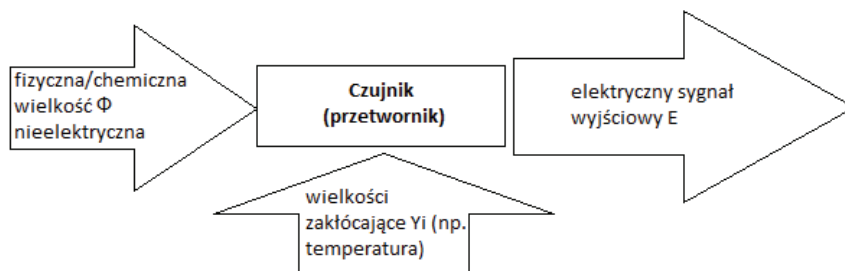 fizyczna/chemiczna
wielkość Φ
nieelektryczna
Czujnik
(przetwornik)
elektryczny sygnał
wyjściowy E
wielkości
zakłócające Yi (np.
temperatura)